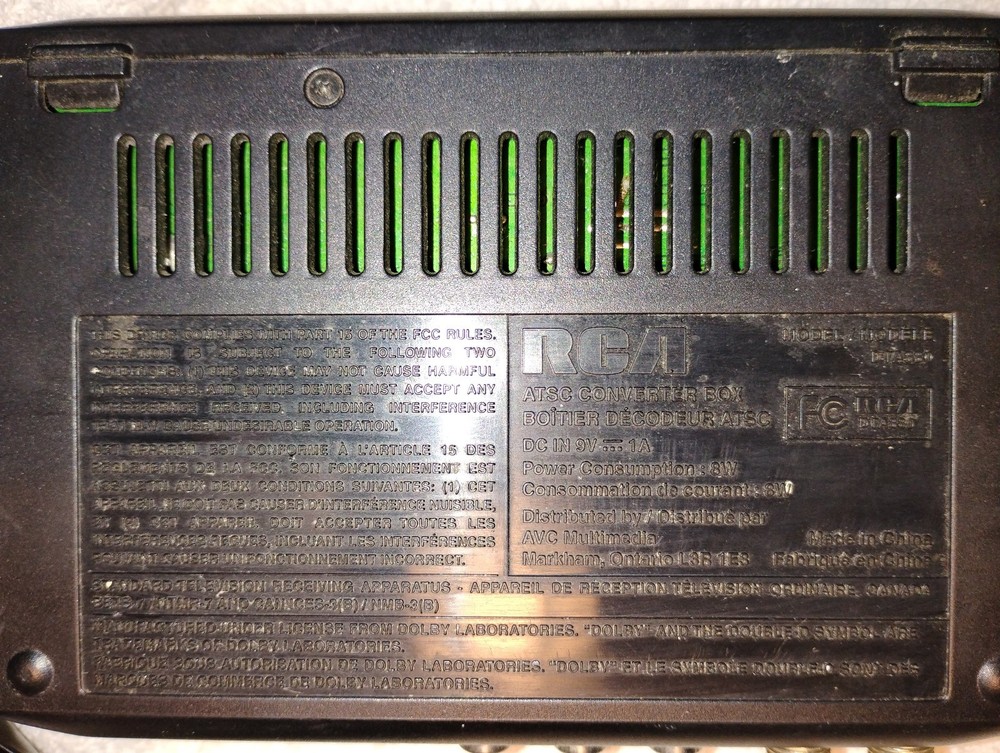 THIS DEVICE COMPLIES WITH PART 15 OF THE FCC RULES.
OPERATION IS SUBJECT TO THE FOLLOWING TWO
CONDITIONS: (1) THIS DEVICE MAY NOT CAUSE HARMFUL
INTERFERENCE, AND (2) THIS DEVICE MUST ACCEPT ANY
INTERFERENCE RECEIVED, INCLUDING INTERFERENCE
THAT MAY CAUSE UNDESIRABLE OPERATION.
CET APPAREIL EST CONFORME À L'ARTICLE 15 DES
RÈGLEMENTS DE LA FCC. SON FONCTIONNEMENT EST
ASSUJETTI AUX DEUX CONDITIONS SUIVANTES: (1) CET
APPAREIL NE DOIT PAS CAUSER D'INTERFÉRENCE NUISIBLE,
ET (2) CET APPAREIL DOIT ACCEPTER TOUTES LES
INTERFÉRENCES REÇUES, INCLUANT LES INTERFÉRENCES
POUVANT CAUSER UN FONCTIONNEMENT INCORRECT.
RCA
MODEL / MODELE
ATSC CONVERTER BOX
BOÎTIER DÉCODEUR ATSC
FC RCA
DC IN 9V ⎓ 1A
Power Consumption : 8W
Consommation de courant : 8W
Distributed by / Distribué par
AVC Multimedia Made in China
Markham, Ontario L3R 1E3 Fabriqué en Chine
STANDARD TELEVISION RECEIVING APPARATUS - APPAREIL DE RÉCEPTION TÉLÉVISION ORDINAIRE, CANADA
NMB-3(B)
MANUFACTURED UNDER LICENSE FROM DOLBY LABORATORIES. "DOLBY" AND THE DOUBLE-D SYMBOL ARE
TRADEMARKS OF DOLBY LABORATORIES.
FABRIQUÉ SOUS AUTORISATION DE DOLBY LABORATORIES. "DOLBY" ET LE SYMBOLE DOUBLE-D SONT DES
MARQUES DE COMMERCE DE DOLBY LABORATORIES.